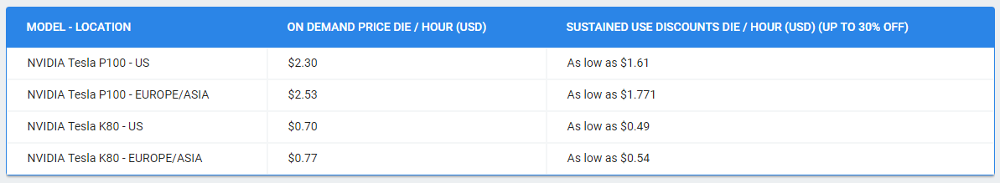 MODEL - LOCATION ON DEMAND PRICE DIE / HOUR (USD) SUSTAINED USE DISCOUNTS DIE / HOUR (USD) (UP TO 30% OFF)
NVIDIA Tesla P100 - US $2.30 As low as $1.61
NVIDIA Tesla P100 - EUROPE/ASIA $2.53 As low as $1.771
NVIDIA Tesla K80 - US $0.70 As low as $0.49
NVIDIA Tesla K80 - EUROPE/ASIA $0.77 As low as $0.54